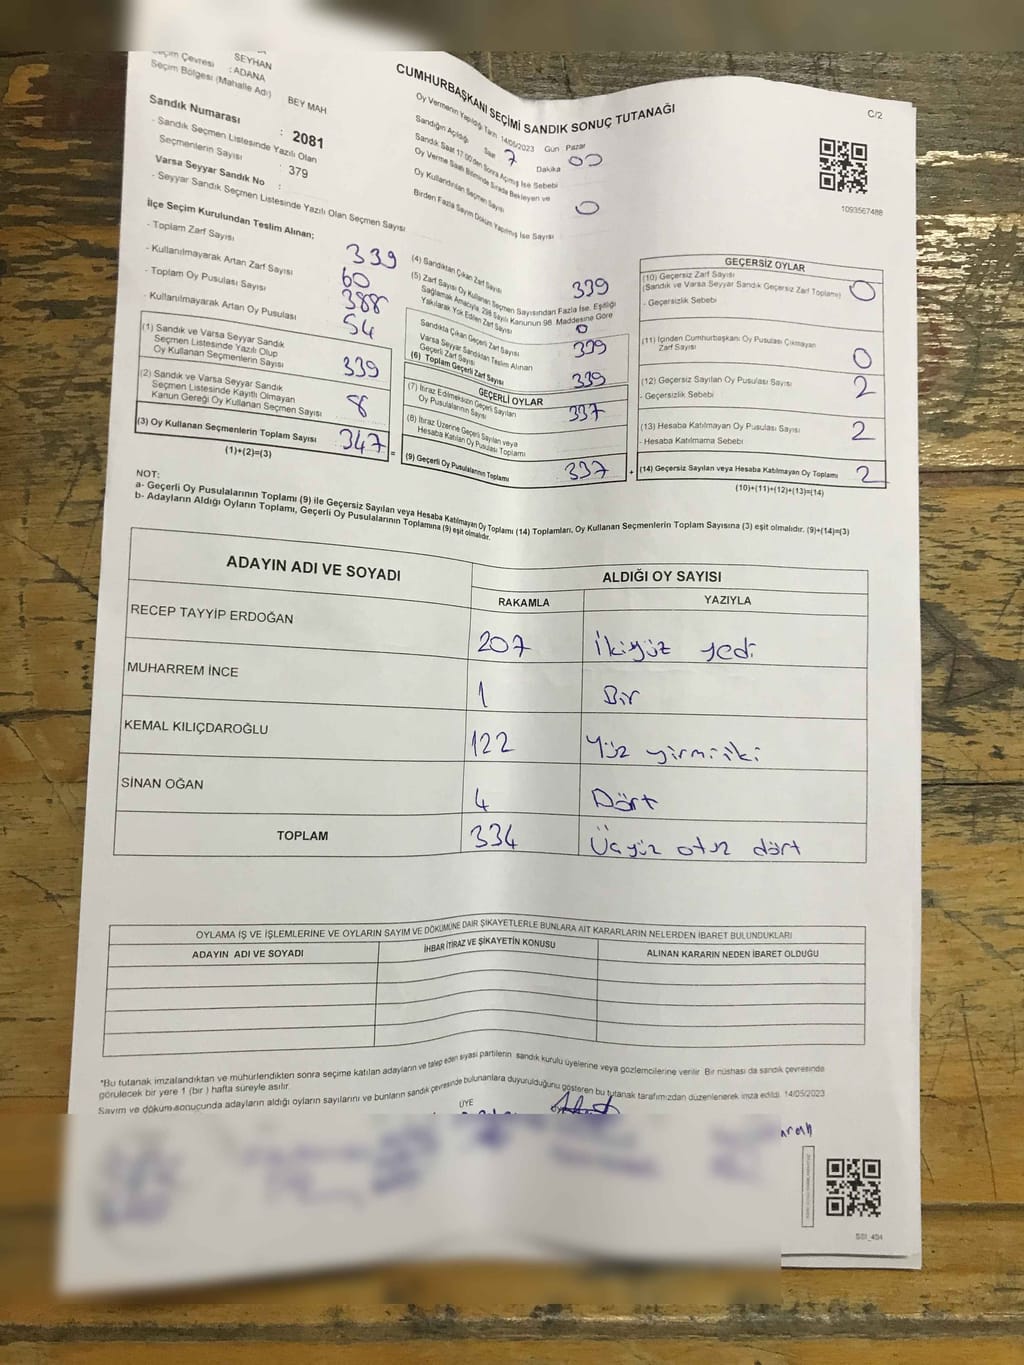 SEYHAN
Seçim Çevresi : ADANA
Seçim Bölgesi (Mahalle Adı) BEY MAH
Sandık Numarası : 2081
- Sandık Seçmen Listesinde Yazılı Olan
Seçmenlerin Sayısı : 379
Varsa Seyyar Sandık No :
- Seyyar Sandık Seçmen Listesinde Yazılı Olan Seçmen Sayısı
CUMHURBAŞKANI SEÇİMİ SANDIK SONUÇ TUTANAĞI
C/2
Oy Vermenin Yapıldığı Tarih 14/05/2023 Gün Pazar
Sandığın Açıldığı Saat 7 Dakika 00
Sandık Saat 17:00'den Sonra Açılmış İse Sebebi
Oy Verme Saati Bitiminde Sırada Bekleyen ve
Oy Kullandırılan Seçmen Sayısı 0
Birden Fazla Sayım Döküm Yapılmış İse Sayısı
1093567488
İlçe Seçim Kurulundan Teslim Alınan;
- Toplam Zarf Sayısı 339
- Kullanılmayarak Artan Zarf Sayısı 60
- Toplam Oy Pusulası Sayısı 388
- Kullanılmayarak Artan Oy Pusulası 54
(1) Sandık ve Varsa Seyyar Sandık
Seçmen Listesinde Yazılı Olup
Oy Kullanan Seçmenlerin Sayısı 339
(2) Sandık ve Varsa Seyyar Sandık
Seçmen Listesinde Kayıtlı Olmayan
Kanun Gereği Oy Kullanan Seçmen Sayısı 8
(3) Oy Kullanan Seçmenlerin Toplam Sayısı 347
(1)+(2)=(3)
=
(4) Sandıktan Çıkan Zarf Sayısı 339
(5) Zarf Sayısı Oy Kullanan Seçmen Sayısından Fazla İse, Eşitliği
Sağlamak Amacıyla, 298 Sayılı Kanunun 98. Maddesine Göre
Yakılarak Yok Edilen Zarf Sayısı 0
Sandıkta Çıkan Geçerli Zarf Sayısı 339
Varsa Seyyar Sandıktan Teslim Alınan
Geçerli Zarf Sayısı
(6) Toplam Geçerli Zarf Sayısı 339
GEÇERLİ OYLAR
(7) İtiraz Edilmeksizin Geçerli Sayılan
Oy Pusulalarının Sayısı 337
(8) İtiraz Üzerine Geçerli Sayılan veya
Hesaba Katılan Oy Pusulası Toplamı
(9) Geçerli Oy Pusulalarının Toplamı 337
+
GEÇERSİZ OYLAR
(10) Geçersiz Zarf Sayısı
(Sandık ve Varsa Seyyar Sandık Geçersiz Zarf Toplamı) 0
- Geçersizlik Sebebi
(11) İçinden Cumhurbaşkanı Oy Pusulası Çıkmayan
Zarf Sayısı 0
(12) Geçersiz Sayılan Oy Pusulası Sayısı 2
- Geçersizlik Sebebi
(13) Hesaba Katılmayan Oy Pusulası Sayısı 2
- Hesaba Katılmama Sebebi
(14) Geçersiz Sayılan veya Hesaba Katılmayan Oy Toplamı 2
(10)+(11)+(12)+(13)=(14)
NOT:
a- Geçerli Oy Pusulalarının Toplamı (9) ile Geçersiz Sayılan veya Hesaba Katılmayan Oy Toplamı (14) Toplamları, Oy Kullanan Seçmenlerin Toplam Sayısına (3) eşit olmalıdır. (9)+(14)=(3)
b- Adayların Aldığı Oyların Toplamı, Geçerli Oy Pusulalarının Toplamına (9) eşit olmalıdır.
ADAYIN ADI VE SOYADI
ALDIĞI OY SAYISI
RAKAMLA YAZIYLA
RECEP TAYYİP ERDOĞAN 207 İkiyüz yedi
MUHARREM İNCE 1 Bir
KEMAL KILIÇDAROĞLU 122 Yüz yirmiiki
SİNAN OĞAN 4 Dört
TOPLAM 334 Üçyüz otuz dört
OYLAMA İŞ VE İŞLEMLERİNE VE OYLARIN SAYIM VE DÖKÜMÜNE DAİR ŞİKAYETLERLE BUNLARA AİT KARARLARIN NELERDEN İBARET BULUNDUKLARI
ADAYIN ADI VE SOYADI İHBAR İTİRAZ VE ŞİKAYETİN KONUSU ALINAN KARARIN NEDEN İBARET OLDUĞU
*Bu tutanak imzalandıktan ve mühürlendikten sonra seçime katılan adayların ve talep eden siyasi partilerin sandık kurulu üyelerine veya gözlemcilerine verilir. Bir nüshası da sandık çevresinde
görülecek bir yere 1 (bir) hafta süreyle asılır.
Sayım ve döküm sonucunda adayların aldığı oyların sayılarını ve bunların sandık çevresinde bulunanlara duyurulduğunu gösteren bu tutanak tarafımızdan düzenlenerek imza edildi. 14/05/2023
ÜYE